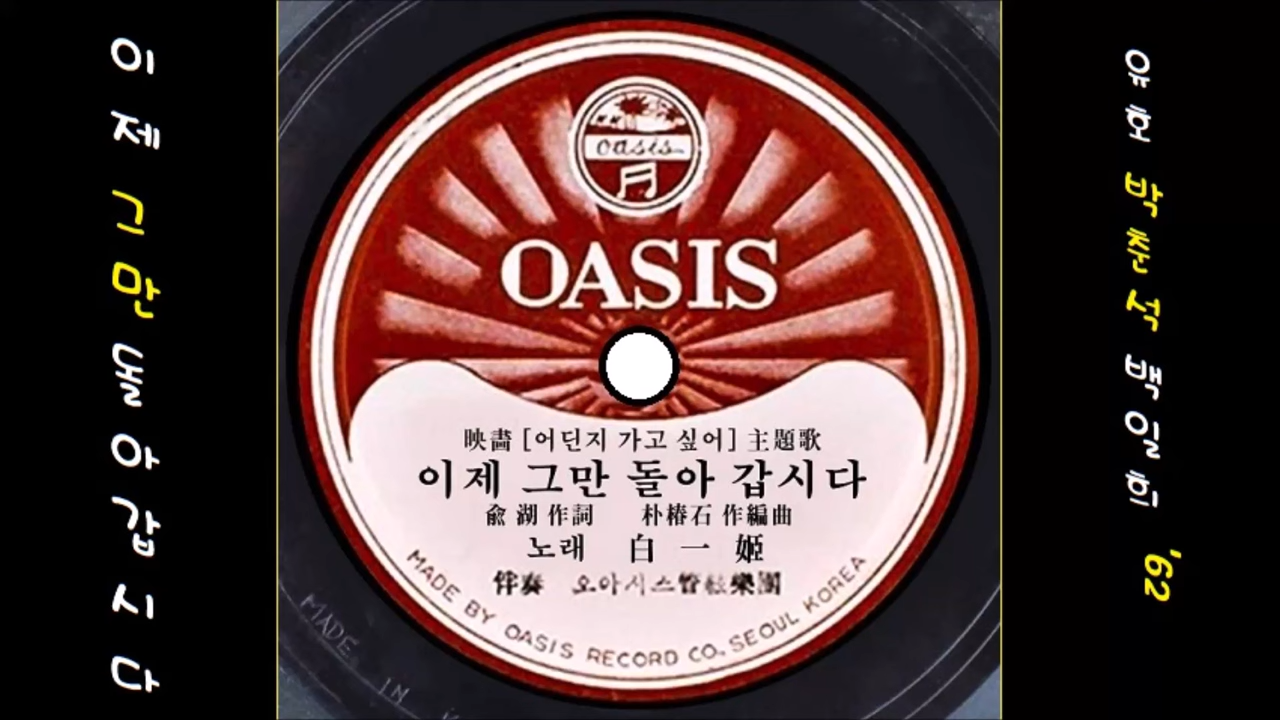 이제 그만 돌아 갑시다
oasis
OASIS
映畵 [어딘지 가고 싶어] 主題歌
이제 그만 돌아 갑시다
兪 湖 作詞 朴椿石 作編曲
노래 白 一 姬
伴奏 오아시스管絃樂團
MADE BY OASIS RECORD CO. SEOUL KOREA
MADE IN K
유호 박춘석 백일희 '62